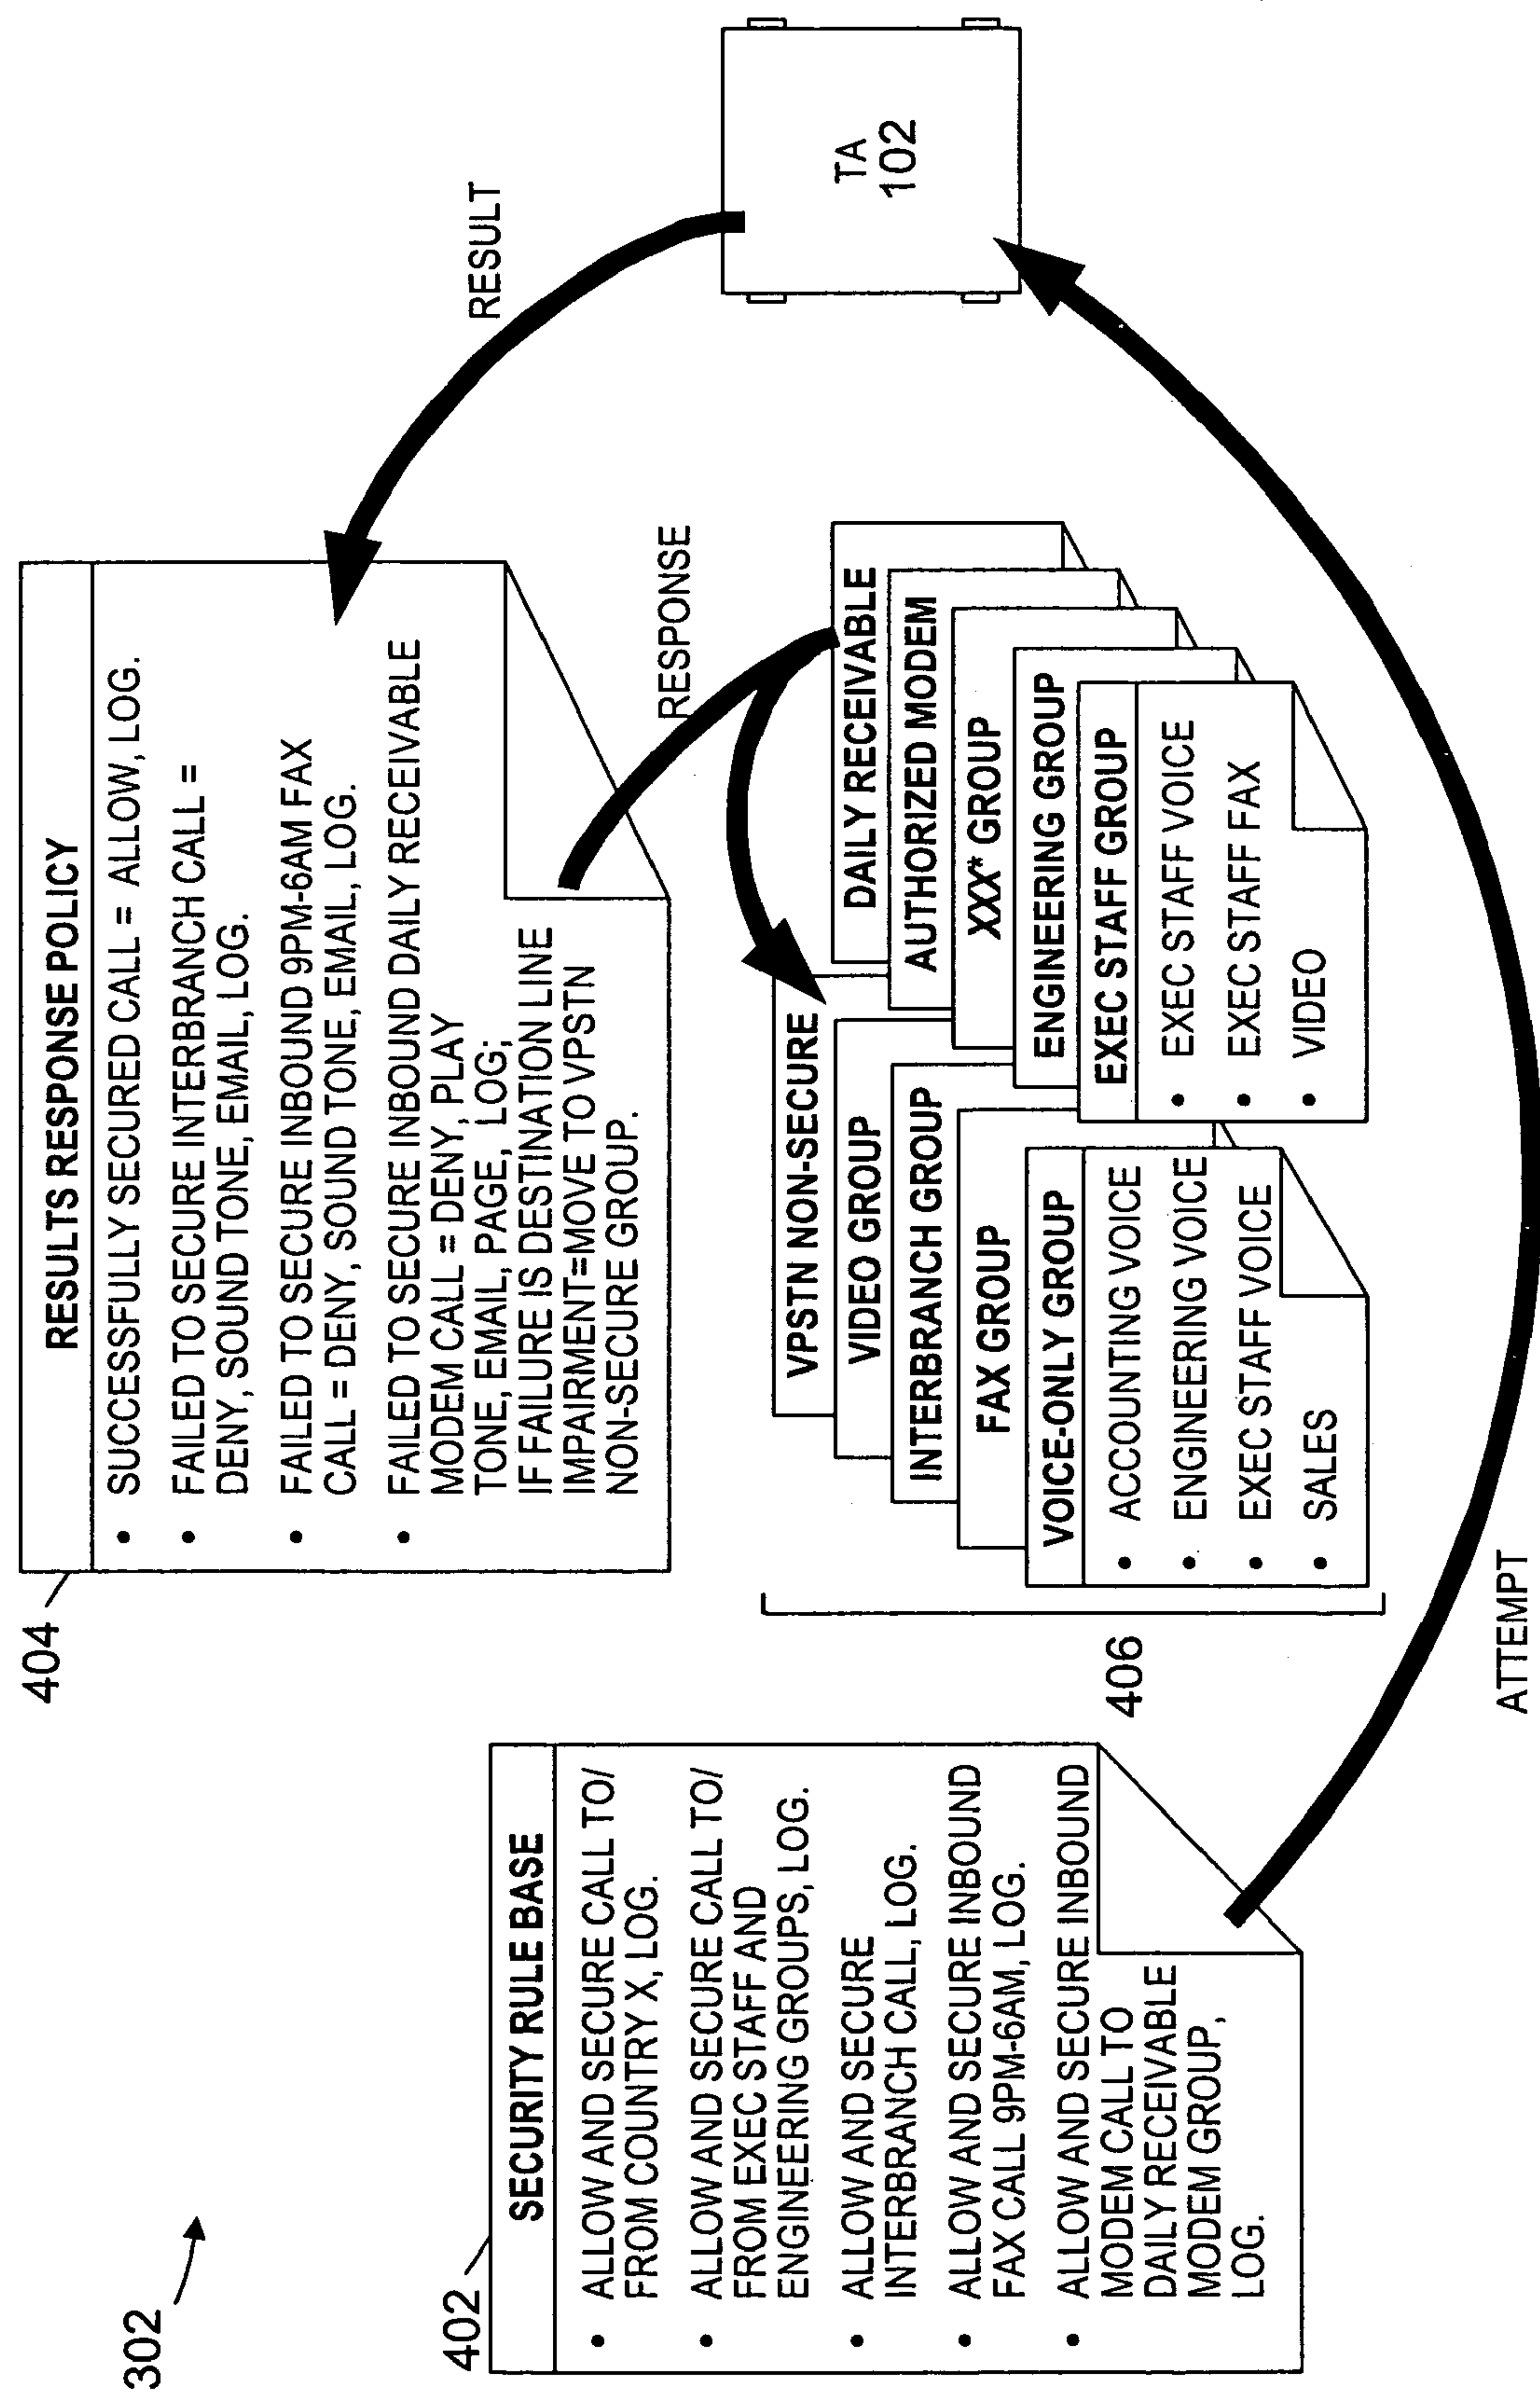 302
402
SECURITY RULE BASE
• ALLOW AND SECURE CALL TO/
FROM COUNTRY X, LOG.
• ALLOW AND SECURE CALL TO/
FROM EXEC STAFF AND
ENGINEERING GROUPS, LOG.
• ALLOW AND SECURE
INTERBRANCH CALL, LOG.
• ALLOW AND SECURE INBOUND
FAX CALL 9PM-6AM, LOG.
• ALLOW AND SECURE INBOUND
MODEM CALL TO
DAILY RECEIVABLE
MODEM GROUP,
LOG.
404
RESULTS RESPONSE POLICY
• SUCCESSFULLY SECURED CALL = ALLOW, LOG.
• FAILED TO SECURE INTERBRANCH CALL =
DENY, SOUND TONE, EMAIL, LOG.
• FAILED TO SECURE INBOUND 9PM-6AM FAX
CALL = DENY, SOUND TONE, EMAIL, LOG.
• FAILED TO SECURE INBOUND DAILY RECEIVABLE
MODEM CALL = DENY, PLAY
TONE, EMAIL, PAGE, LOG;
IF FAILURE IS DESTINATION LINE
IMPAIRMENT=MOVE TO VPSTN
NON-SECURE GROUP.
RESULT
RESPONSE
406
VPSTN NON-SECURE
VIDEO GROUP
INTERBRANCH GROUP
FAX GROUP
VOICE-ONLY GROUP
• ACCOUNTING VOICE
• ENGINEERING VOICE
• EXEC STAFF VOICE
• SALES
DAILY RECEIVABLE
AUTHORIZED MODEM
XXX* GROUP
ENGINEERING GROUP
EXEC STAFF GROUP
• EXEC STAFF VOICE
• EXEC STAFF FAX
• VIDEO
TA
102
ATTEMPT